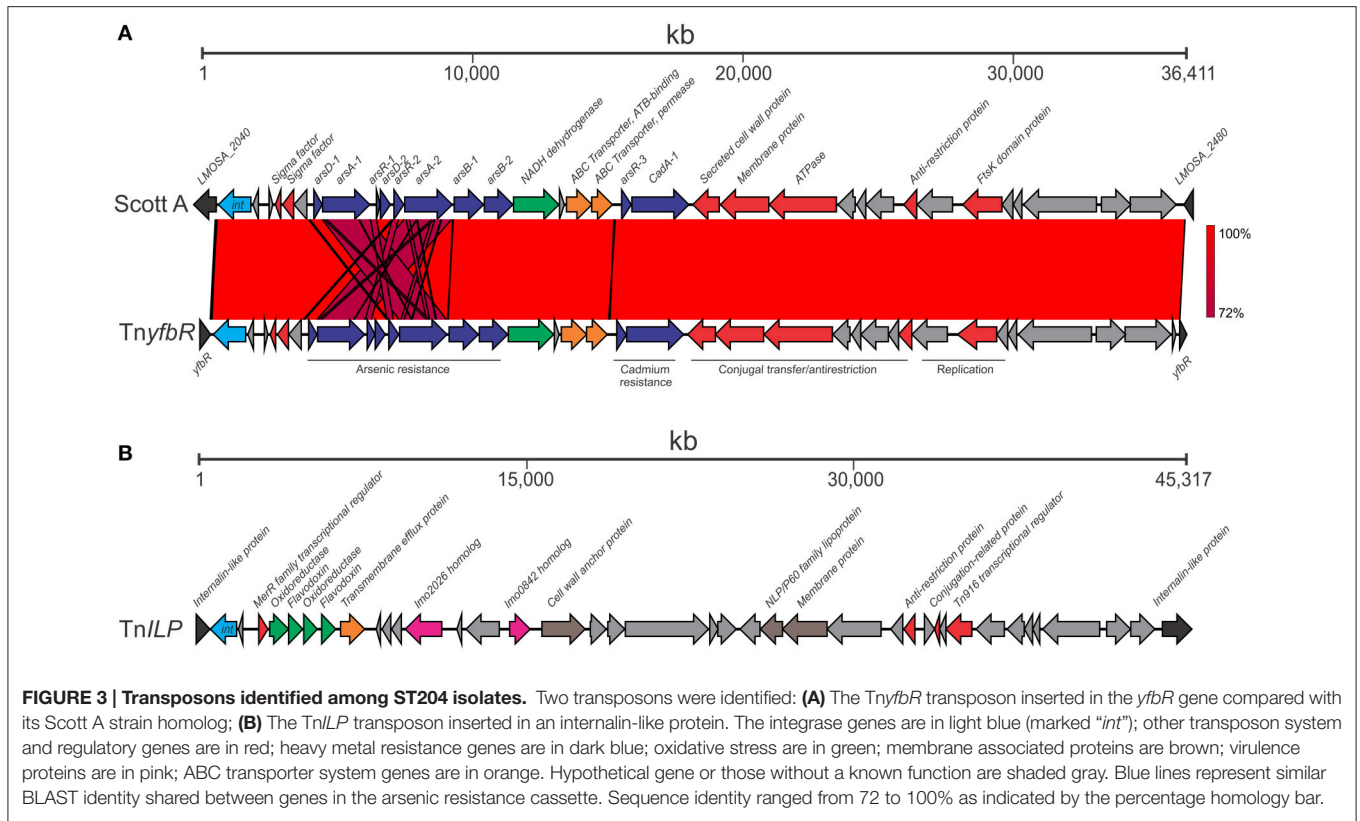 A
kb
1
10,000
20,000
30,000
36,411
LMOSA_2040
Sigma factor
Sigma factor
arsD-1
arsA-1
arsR-1
arsD-2
arsR-2
arsA-2
arsB-1
arsB-2
NADH dehydrogenase
ABC Transporter, ATB-binding
ABC Transporter, permease
arsR-3
CadA-1
Secreted cell wall protein
Membrane protein
ATPase
Anti-restriction protein
FtsK domain protein
LMOSA_2480
Scott A
int
100%
72%
TnyfbR
yfbR
Arsenic resistance
Cadmium
resistance
Conjugal transfer/antirestriction
Replication
yfbR
B
kb
1
15,000
30,000
45,317
Internalin-like protein
MerR family transcriptional regulator
Oxidoreductase
Flavodoxin
Oxidoreductase
Flavodoxin
Transmembrane efflux protein
lmo2026 homolog
lmo0842 homolog
Cell wall anchor protein
NLP/P60 family lipoprotein
Membrane protein
Anti-restriction protein
Conjugation-related protein
Tn916 transcriptional regulator
Internalin-like protein
TnILP
int
FIGURE 3 | Transposons identified among ST204 isolates. Two transposons were identified: (A) The TnyfbR transposon inserted in the yfbR gene compared with
its Scott A strain homolog; (B) The TnILP transposon inserted in an internalin-like protein. The integrase genes are in light blue (marked “int”); other transposon system
and regulatory genes are in red; heavy metal resistance genes are in dark blue; oxidative stress are in green; membrane associated proteins are brown; virulence
proteins are in pink; ABC transporter system genes are in orange. Hypothetical gene or those without a known function are shaded gray. Blue lines represent similar
BLAST identity shared between genes in the arsenic resistance cassette. Sequence identity ranged from 72 to 100% as indicated by the percentage homology bar.